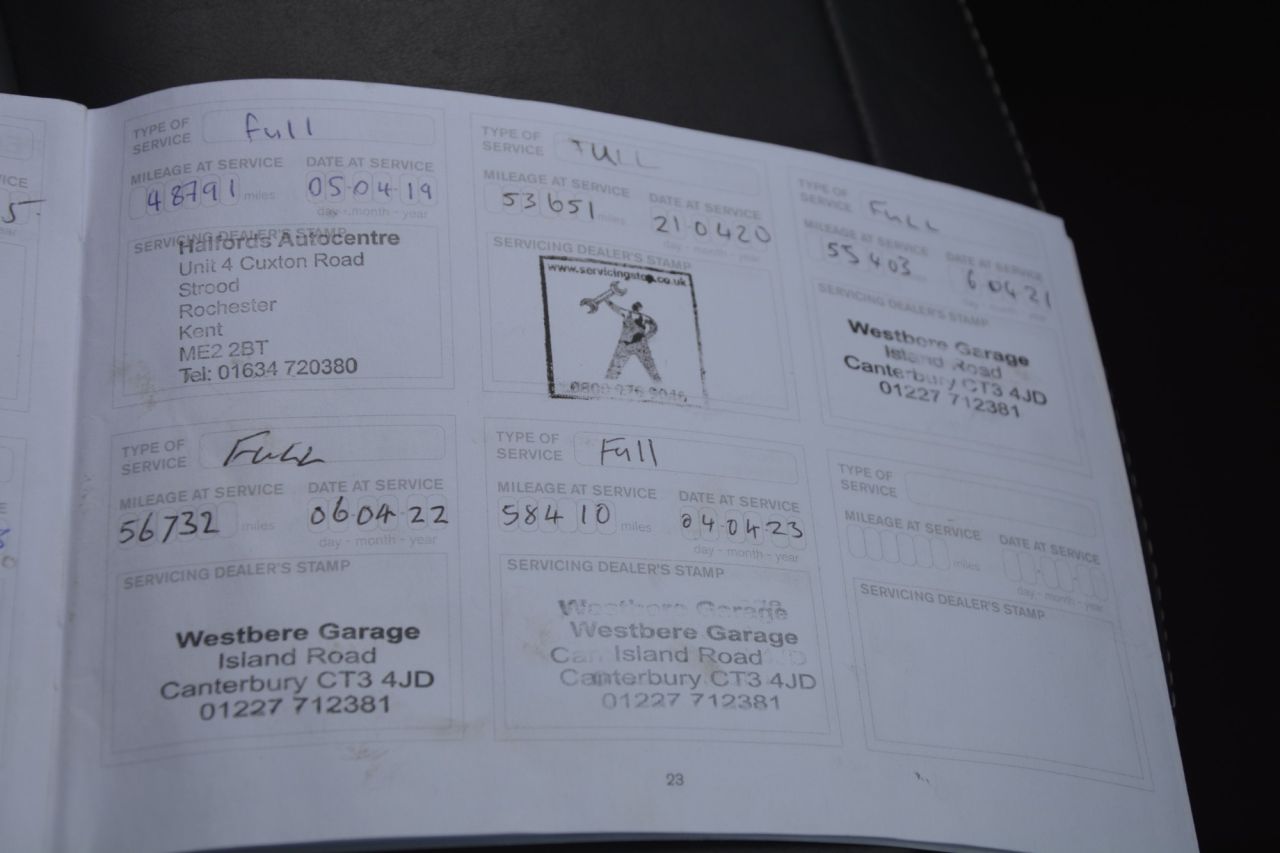 TYPE OF
SERVICE
Full
MILEAGE AT SERVICE
48791 miles
DATE AT SERVICE
05-04-19
day - month - year
SERVICING DEALER'S STAMP
Halfords Autocentre
Unit 4 Cuxton Road
Strood
Rochester
Kent
ME2 2BT
Tel: 01634 720380
TYPE OF
SERVICE
FULL
MILEAGE AT SERVICE
53651 miles
DATE AT SERVICE
21-0420
day - month - year
SERVICING DEALER'S STAMP
www.servicingstop.co.uk
TYPE OF
SERVICE
FULL
MILEAGE AT SERVICE
55403 miles
DATE AT SERVICE
6 04 21
day - month - year
SERVICING DEALER'S STAMP
Westbere Garage
Island Road
Canterbury CT3 4JD
01227 712381
TYPE OF
SERVICE
FULL
MILEAGE AT SERVICE
56732 miles
DATE AT SERVICE
06-04-22
day - month - year
SERVICING DEALER'S STAMP
Westbere Garage
Island Road
Canterbury CT3 4JD
01227 712381
TYPE OF
SERVICE
Full
MILEAGE AT SERVICE
58410 miles
DATE AT SERVICE
04-04-23
day - month - year
SERVICING DEALER'S STAMP
Westbere Garage
Westbere Garage
Island Road
Canterbury CT3 4JD
01227 712381
TYPE OF
SERVICE
MILEAGE AT SERVICE
miles
DATE AT SERVICE
day - month - year
SERVICING DEALER'S STAMP
23